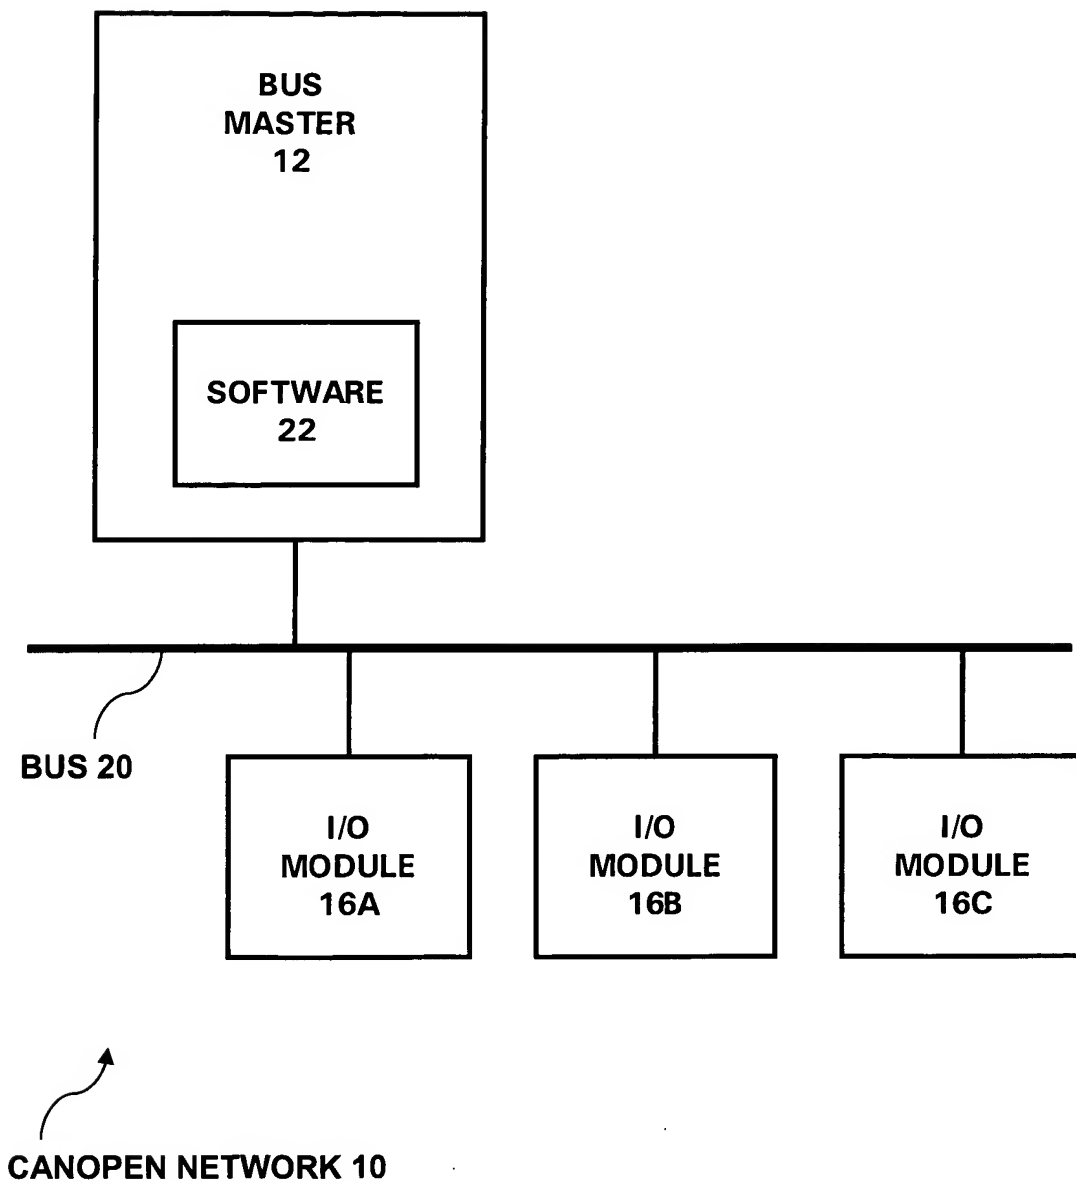 BUS
MASTER
12
SOFTWARE
22
BUS 20
I/O
MODULE
16A
I/O
MODULE
16B
I/O
MODULE
16C
CANOPEN NETWORK 10